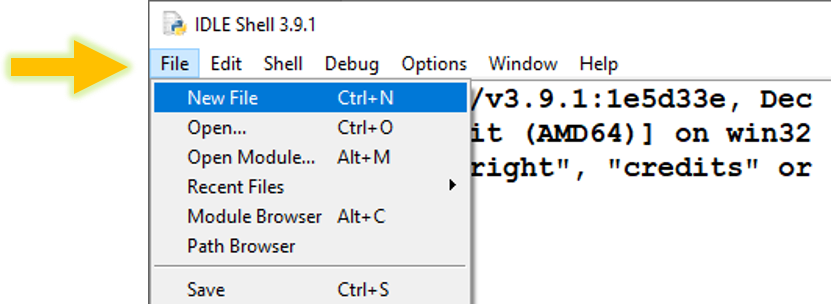 IDLE Shell 3.9.1
File Edit Shell Debug Options Window Help
New File Ctrl+N /v3.9.1:1e5d33e, Dec
Open... Ctrl+O it (AMD64)] on win32
Open Module... Alt+M right", "credits" or
Recent Files
Module Browser Alt+C
Path Browser
Save Ctrl+S